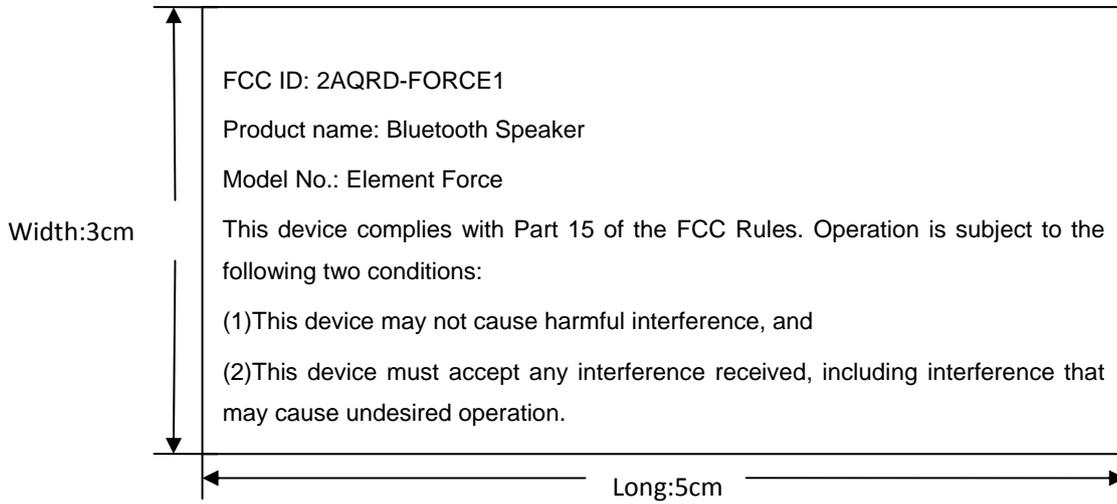 FCC ID: 2AQRD-FORCE1
Product name: Bluetooth Speaker
Model No.: Element Force
Width:3cm
This device complies with Part 15 of the FCC Rules. Operation is subject to the
following two conditions:
(1)This device may not cause harmful interference, and
(2)This device must accept any interference received, including interference that
may cause undesired operation.
Long:5cm